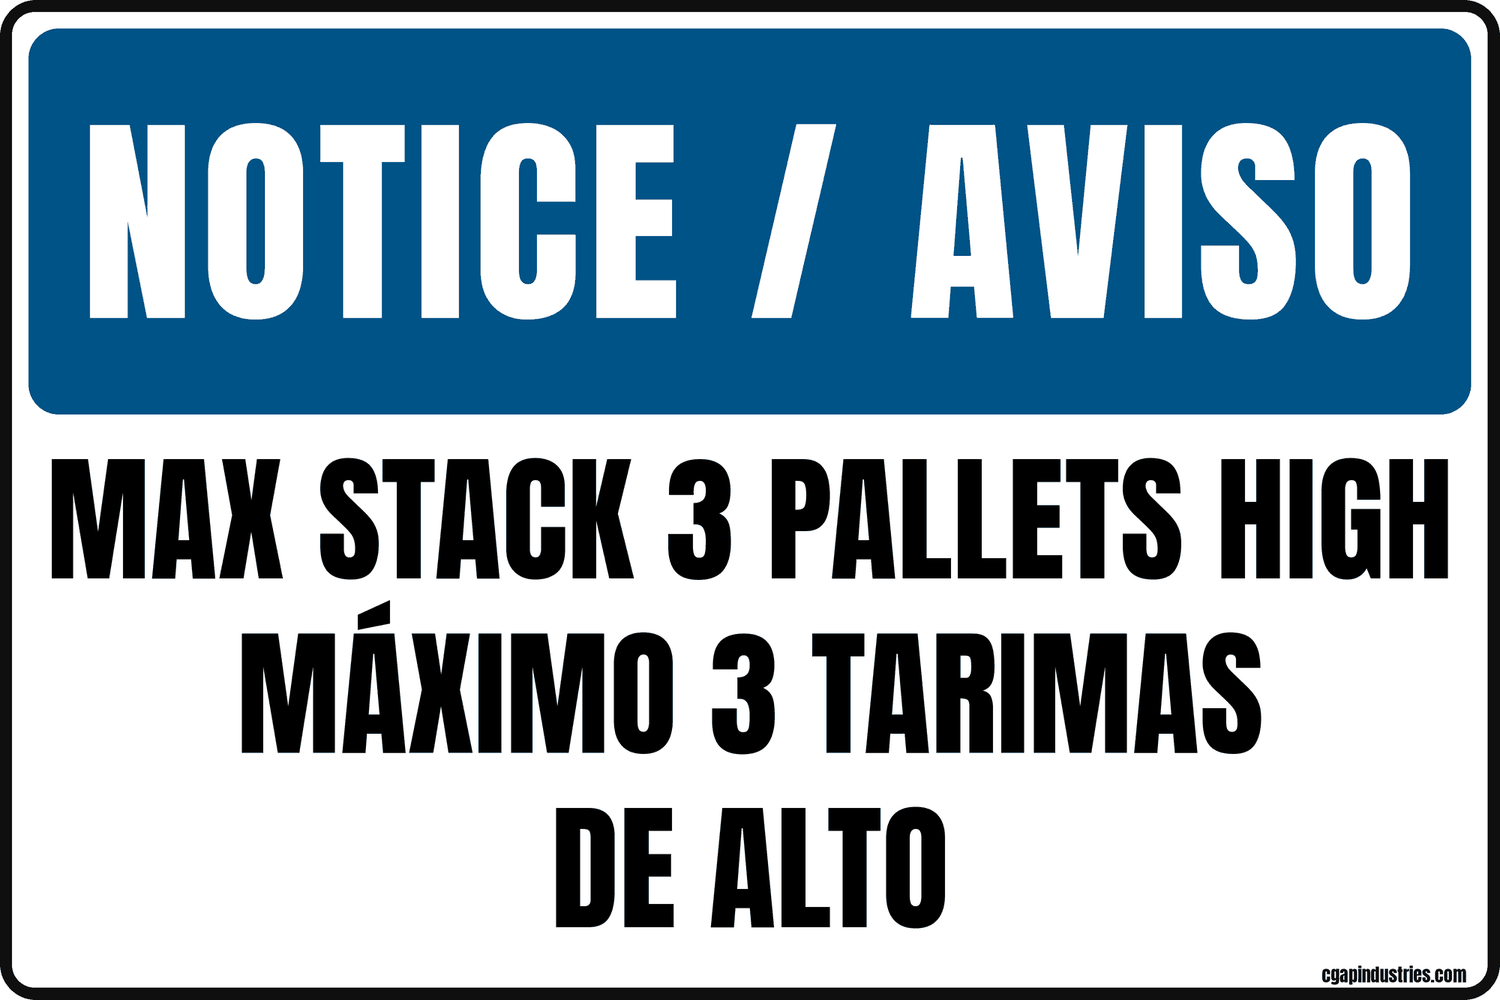 NOTICE / AVISO
MAX STACK 3 PALLETS HIGH
MÁXIMO 3 TARIMAS
DE ALTO
cgapindustries.com